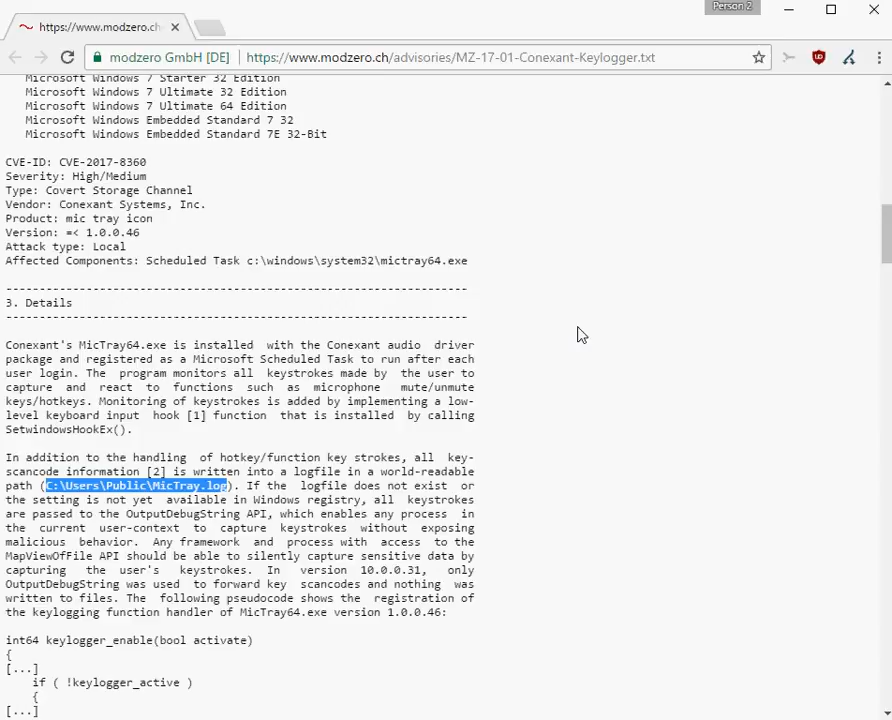 Person 2
https://www.modzero.ch
modzero GmbH [DE] https://www.modzero.ch/advisories/MZ-17-01-Conexant-Keylogger.txt
Microsoft Windows 7 Starter 32 Edition
Microsoft Windows 7 Ultimate 32 Edition
Microsoft Windows 7 Ultimate 64 Edition
Microsoft Windows Embedded Standard 7 32
Microsoft Windows Embedded Standard 7E 32-Bit
CVE-ID: CVE-2017-8360
Severity: High/Medium
Type: Covert Storage Channel
Vendor: Conexant Systems, Inc.
Product: mic tray icon
Version: =< 1.0.0.46
Attack type: Local
Affected Components: Scheduled Task c:\windows\system32\mictray64.exe
----------------------------------------------------------------------
3. Details
----------------------------------------------------------------------
Conexant's MicTray64.exe is installed with the Conexant audio driver
package and registered as a Microsoft Scheduled Task to run after each
user login. The program monitors all keystrokes made by the user to
capture and react to functions such as microphone mute/unmute
keys/hotkeys. Monitoring of keystrokes is added by implementing a low-
level keyboard input hook [1] function that is installed by calling
SetwindowsHookEx().
In addition to the handling of hotkey/function key strokes, all key-
scancode information [2] is written into a logfile in a world-readable
path (C:\Users\Public\MicTray.log). If the logfile does not exist or
the setting is not yet available in Windows registry, all keystrokes
are passed to the OutputDebugString API, which enables any process in
the current user-context to capture keystrokes without exposing
malicious behavior. Any framework and process with access to the
MapViewOfFile API should be able to silently capture sensitive data by
capturing the user's keystrokes. In version 10.0.0.31, only
OutputDebugString was used to forward key scancodes and nothing was
written to files. The following pseudocode shows the registration of
the keylogging function handler of MicTray64.exe version 1.0.0.46:
int64 keylogger_enable(bool activate)
{
[...]
if ( !keylogger_active )
{
[...]